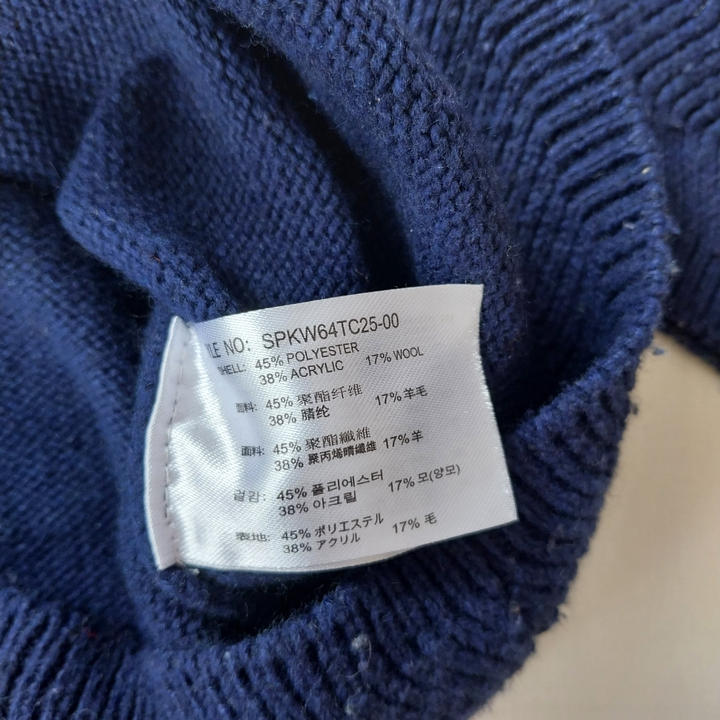 YLE NO: SPKW64TC25-00
SHELL: 45% POLYESTER 17% WOOL
38% ACRYLIC
面料: 45% 聚酯纤维 17% 羊毛
38% 腈纶
面料: 45% 聚酯纖維 17% 羊
38% 聚丙烯晴纖維
겉감: 45% 폴리에스터 17% 모(양모)
38% 아크릴
表地: 45% ポリエステル 17% 毛
38% アクリル